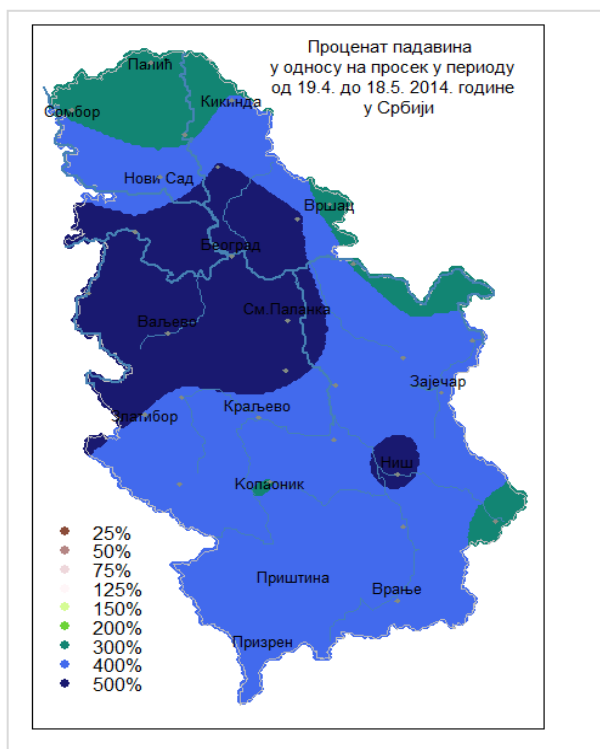 Проценат падавина
у односу на просек у периоду
од 19.4. до 18.5. 2014. године
у Србији
Палић
Кикинда
Сомбор
Нови Сад
Вршац
Београд
См.Паланка
Ваљево
Зајечар
Златибор
Краљево
Ниш
Копаоник
Приштина
Врање
Призрен
25%
50%
75%
125%
150%
200%
300%
400%
500%